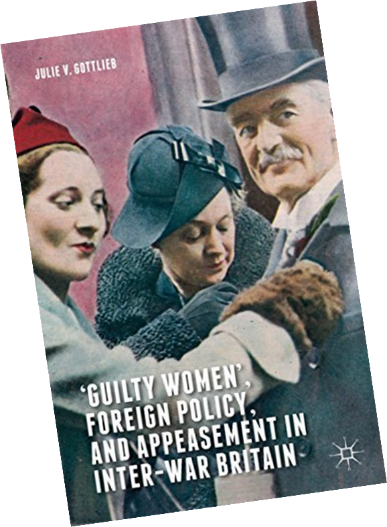 JULIE V. GOTTLIEB
‘GUILTY WOMEN’,
FOREIGN POLICY,
AND APPEASEMENT IN
INTER-WAR BRITAIN